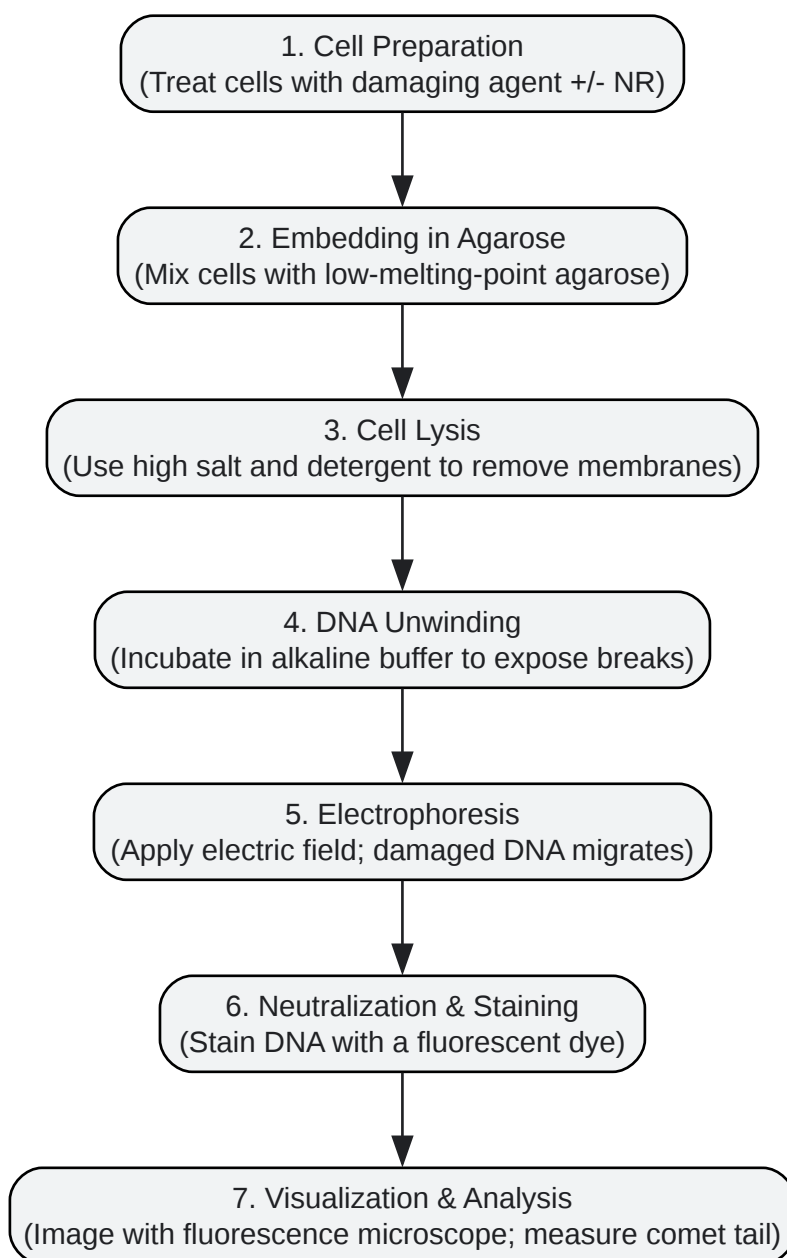 1. Cell Preparation
(Treat cells with damaging agent +/- NR)
2. Embedding in Agarose
(Mix cells with low-melting-point agarose)
3. Cell Lysis
(Use high salt and detergent to remove membranes)
4. DNA Unwinding
(Incubate in alkaline buffer to expose breaks)
5. Electrophoresis
(Apply electric field; damaged DNA migrates)
6. Neutralization & Staining
(Stain DNA with a fluorescent dye)
7. Visualization & Analysis
(Image with fluorescence microscope; measure comet tail)